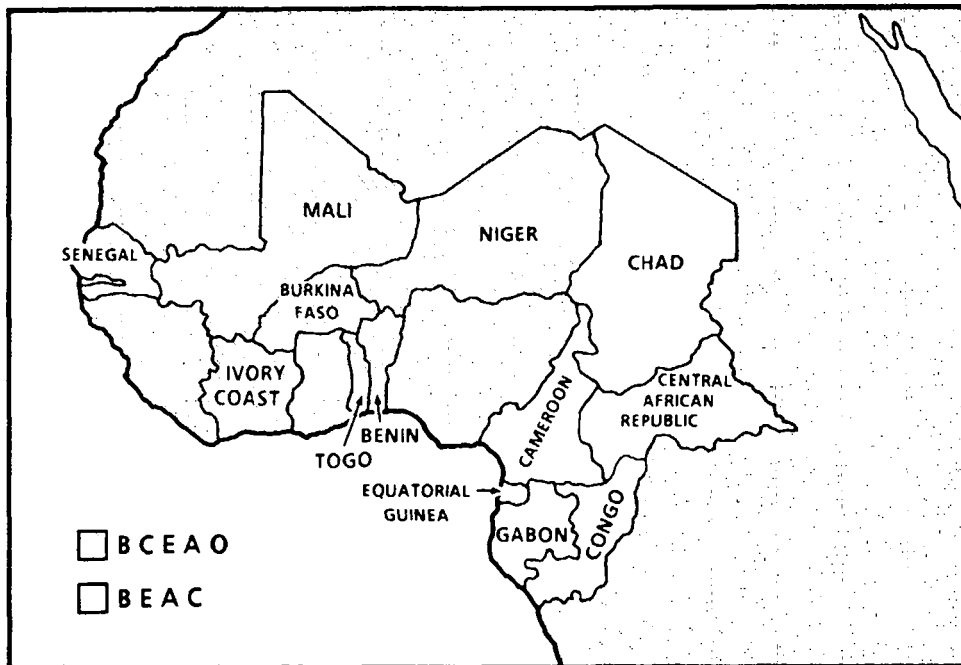 MALI
NIGER
CHAD
SENEGAL
BURKINA
FASO
IVORY
COAST
CENTRAL
AFRICAN
REPUBLIC
CAMEROON
BENIN
TOGO
EQUATORIAL
GUINEA
GABON
CONGO
BCEAO
BEAC